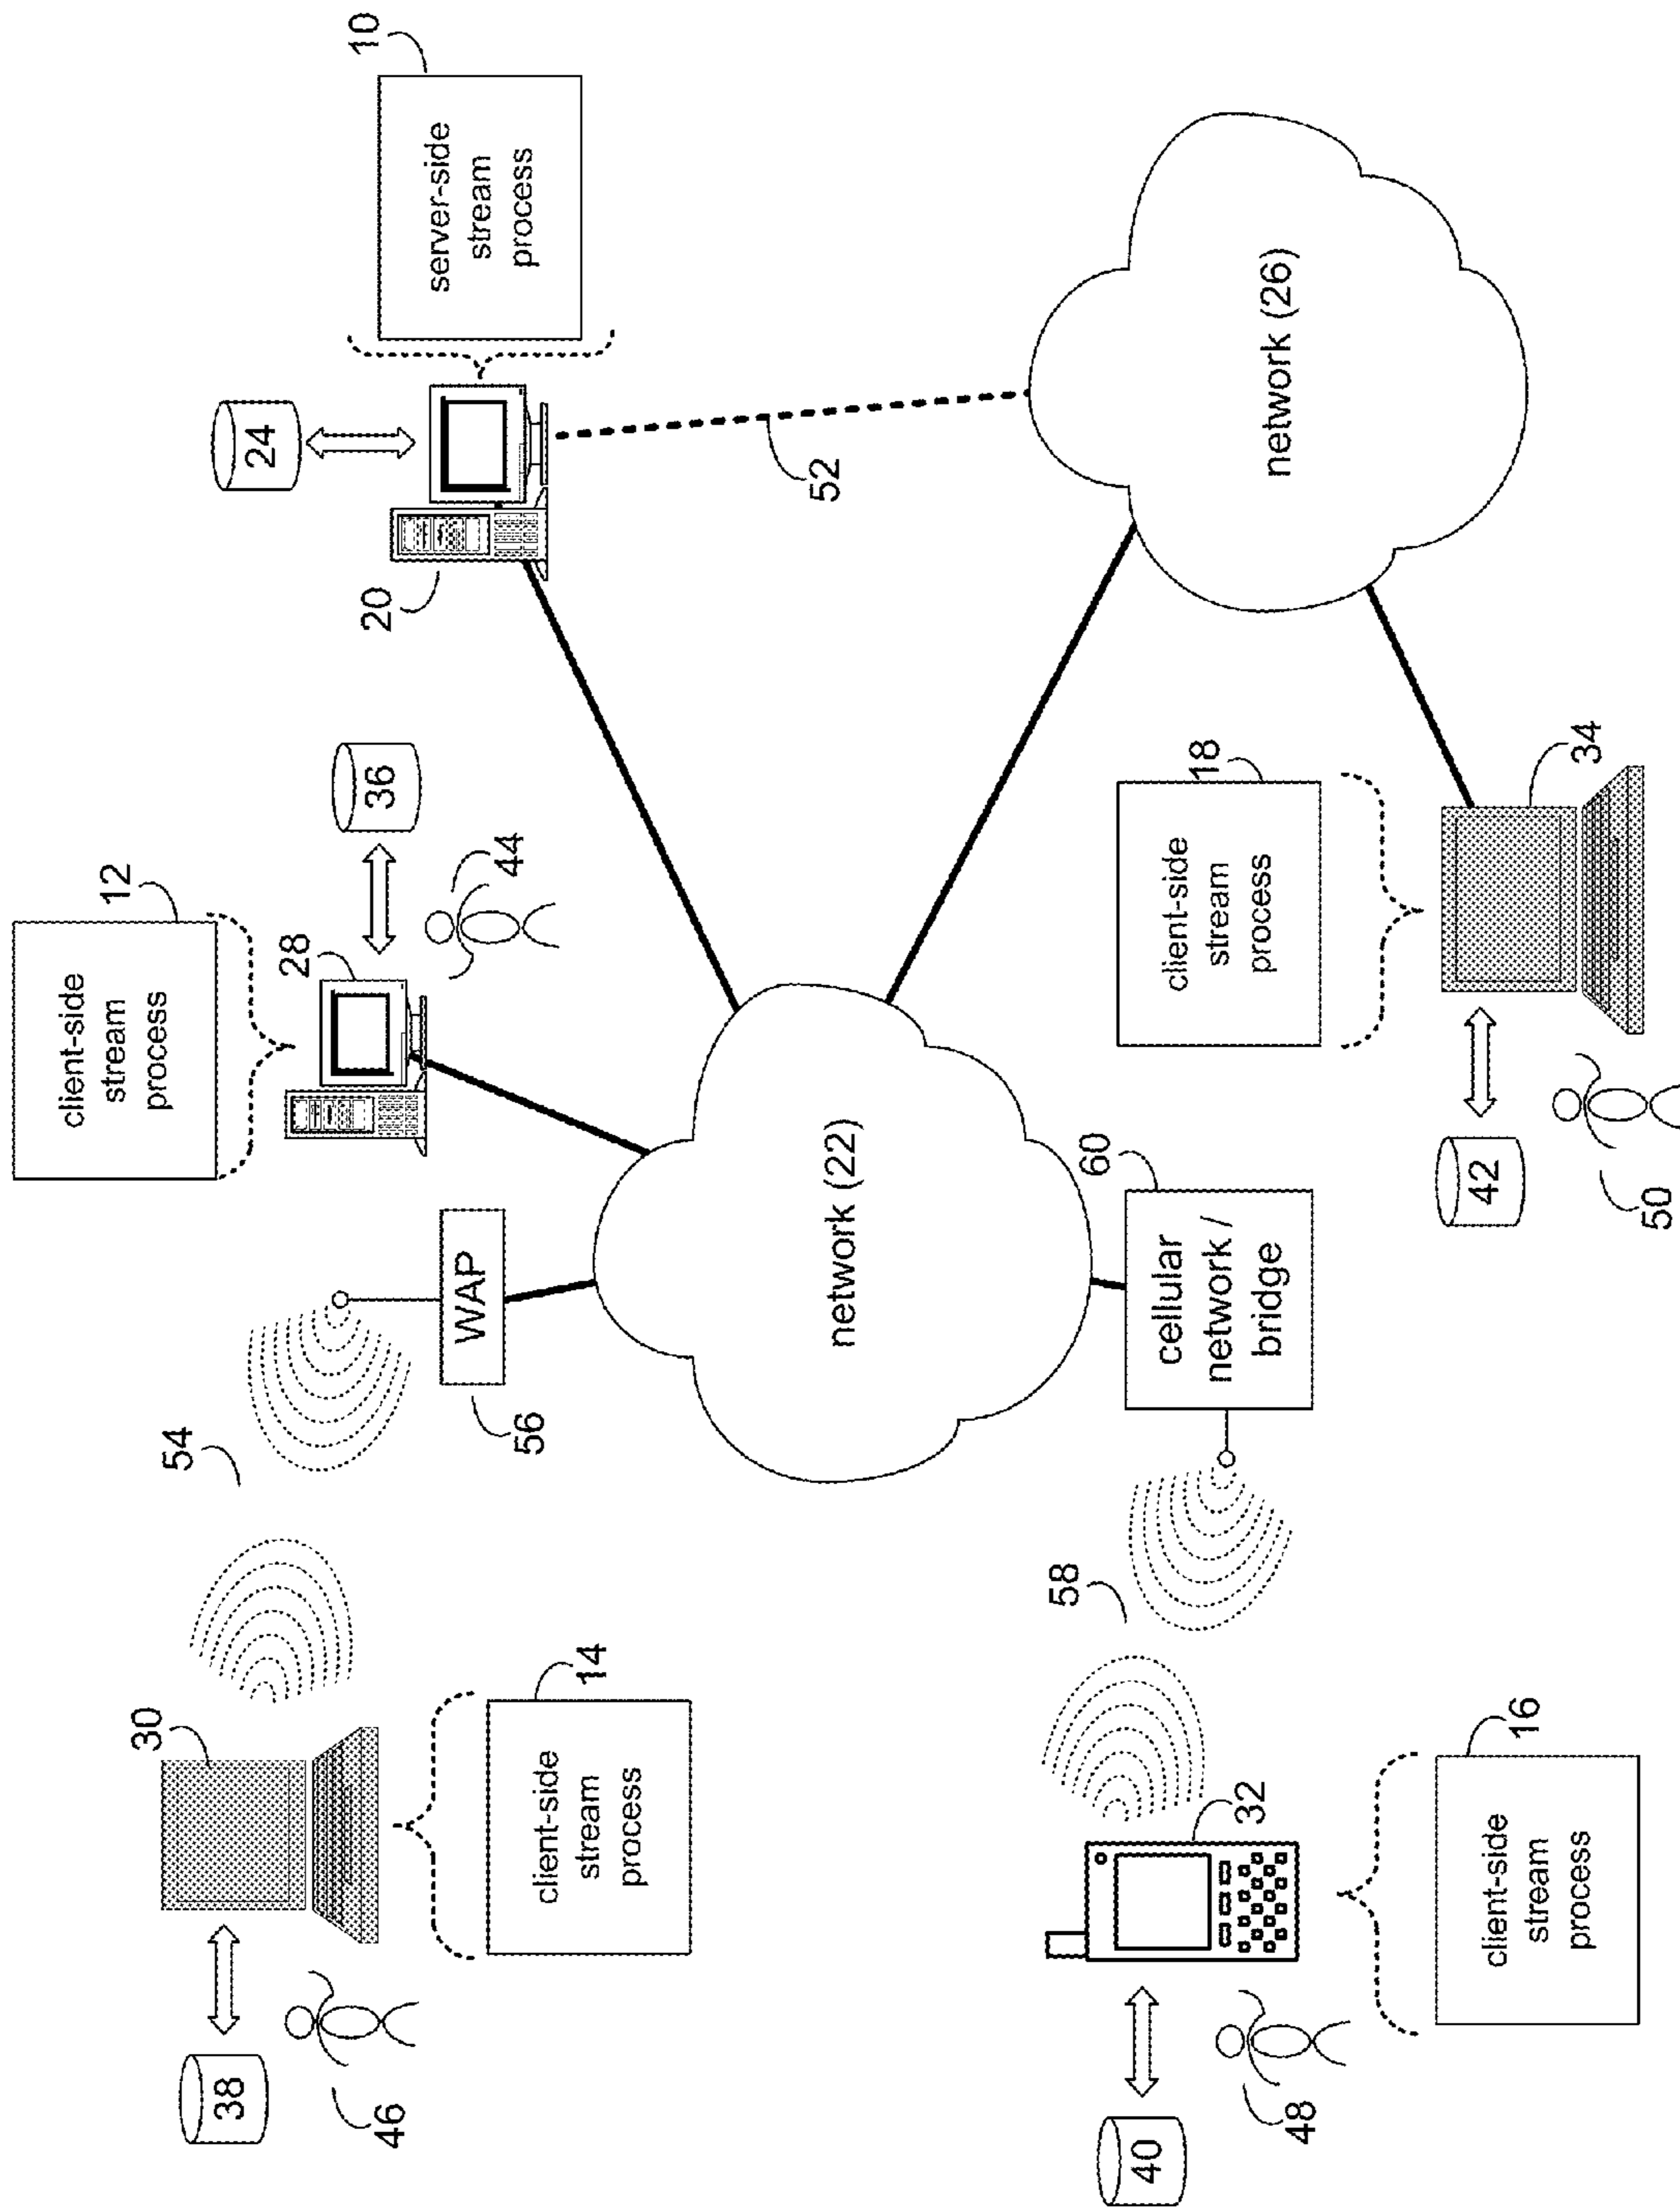 client-side
stream
process
12
30
54
38
24
28
10
36
20
46
server-side
stream
process
WAP
44
56
client-side
stream
process
14
52
network (22)
58
60
40
cellular
network /
bridge
client-side
stream
process
18
32
network (26)
48
42
client-side
stream
process
16
34
50